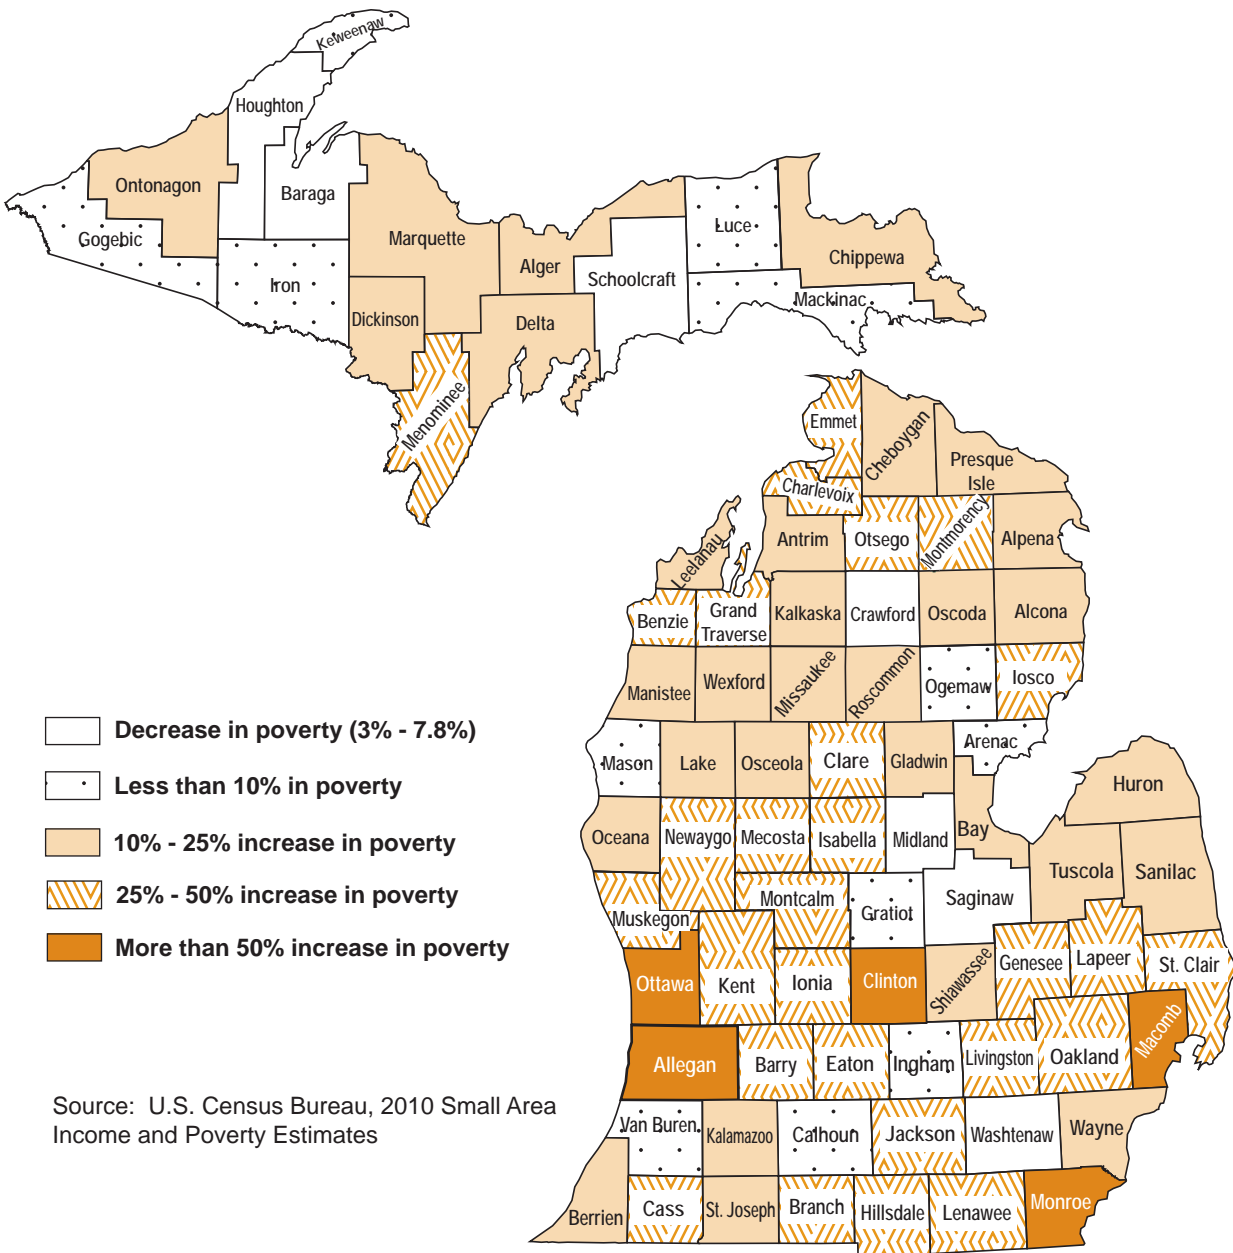 Keweenaw
Houghton
Ontonagon
Baraga
Gogebic
Marquette
Luce
Iron
Alger
Schoolcraft
Chippewa
Mackinac
Dickinson
Delta
Menominee
Emmet
Cheboygan
Presque
Isle
Charlevoix
Leelanau
Antrim
Otsego
Montmorency
Alpena
Benzie
Grand
Traverse
Kalkaska
Crawford
Oscoda
Alcona
Manistee
Wexford
Missaukee
Roscommon
Ogemaw
Iosco
Mason
Lake
Osceola
Clare
Gladwin
Arenac
Huron
Oceana
Newaygo
Mecosta
Isabella
Midland
Bay
Tuscola
Sanilac
Muskegon
Montcalm
Gratiot
Saginaw
Ottawa
Kent
Ionia
Clinton
Shiawassee
Genesee
Lapeer
St. Clair
Allegan
Barry
Eaton
Ingham
Livingston
Oakland
Macomb
Van Buren
Kalamazoo
Calhoun
Jackson
Washtenaw
Wayne
Berrien
Cass
St. Joseph
Branch
Hillsdale
Lenawee
Monroe
Decrease in poverty (3% - 7.8%)
Less than 10% in poverty
10% - 25% increase in poverty
25% - 50% increase in poverty
More than 50% increase in poverty
Source:  U.S. Census Bureau, 2010 Small Area
Income and Poverty Estimates